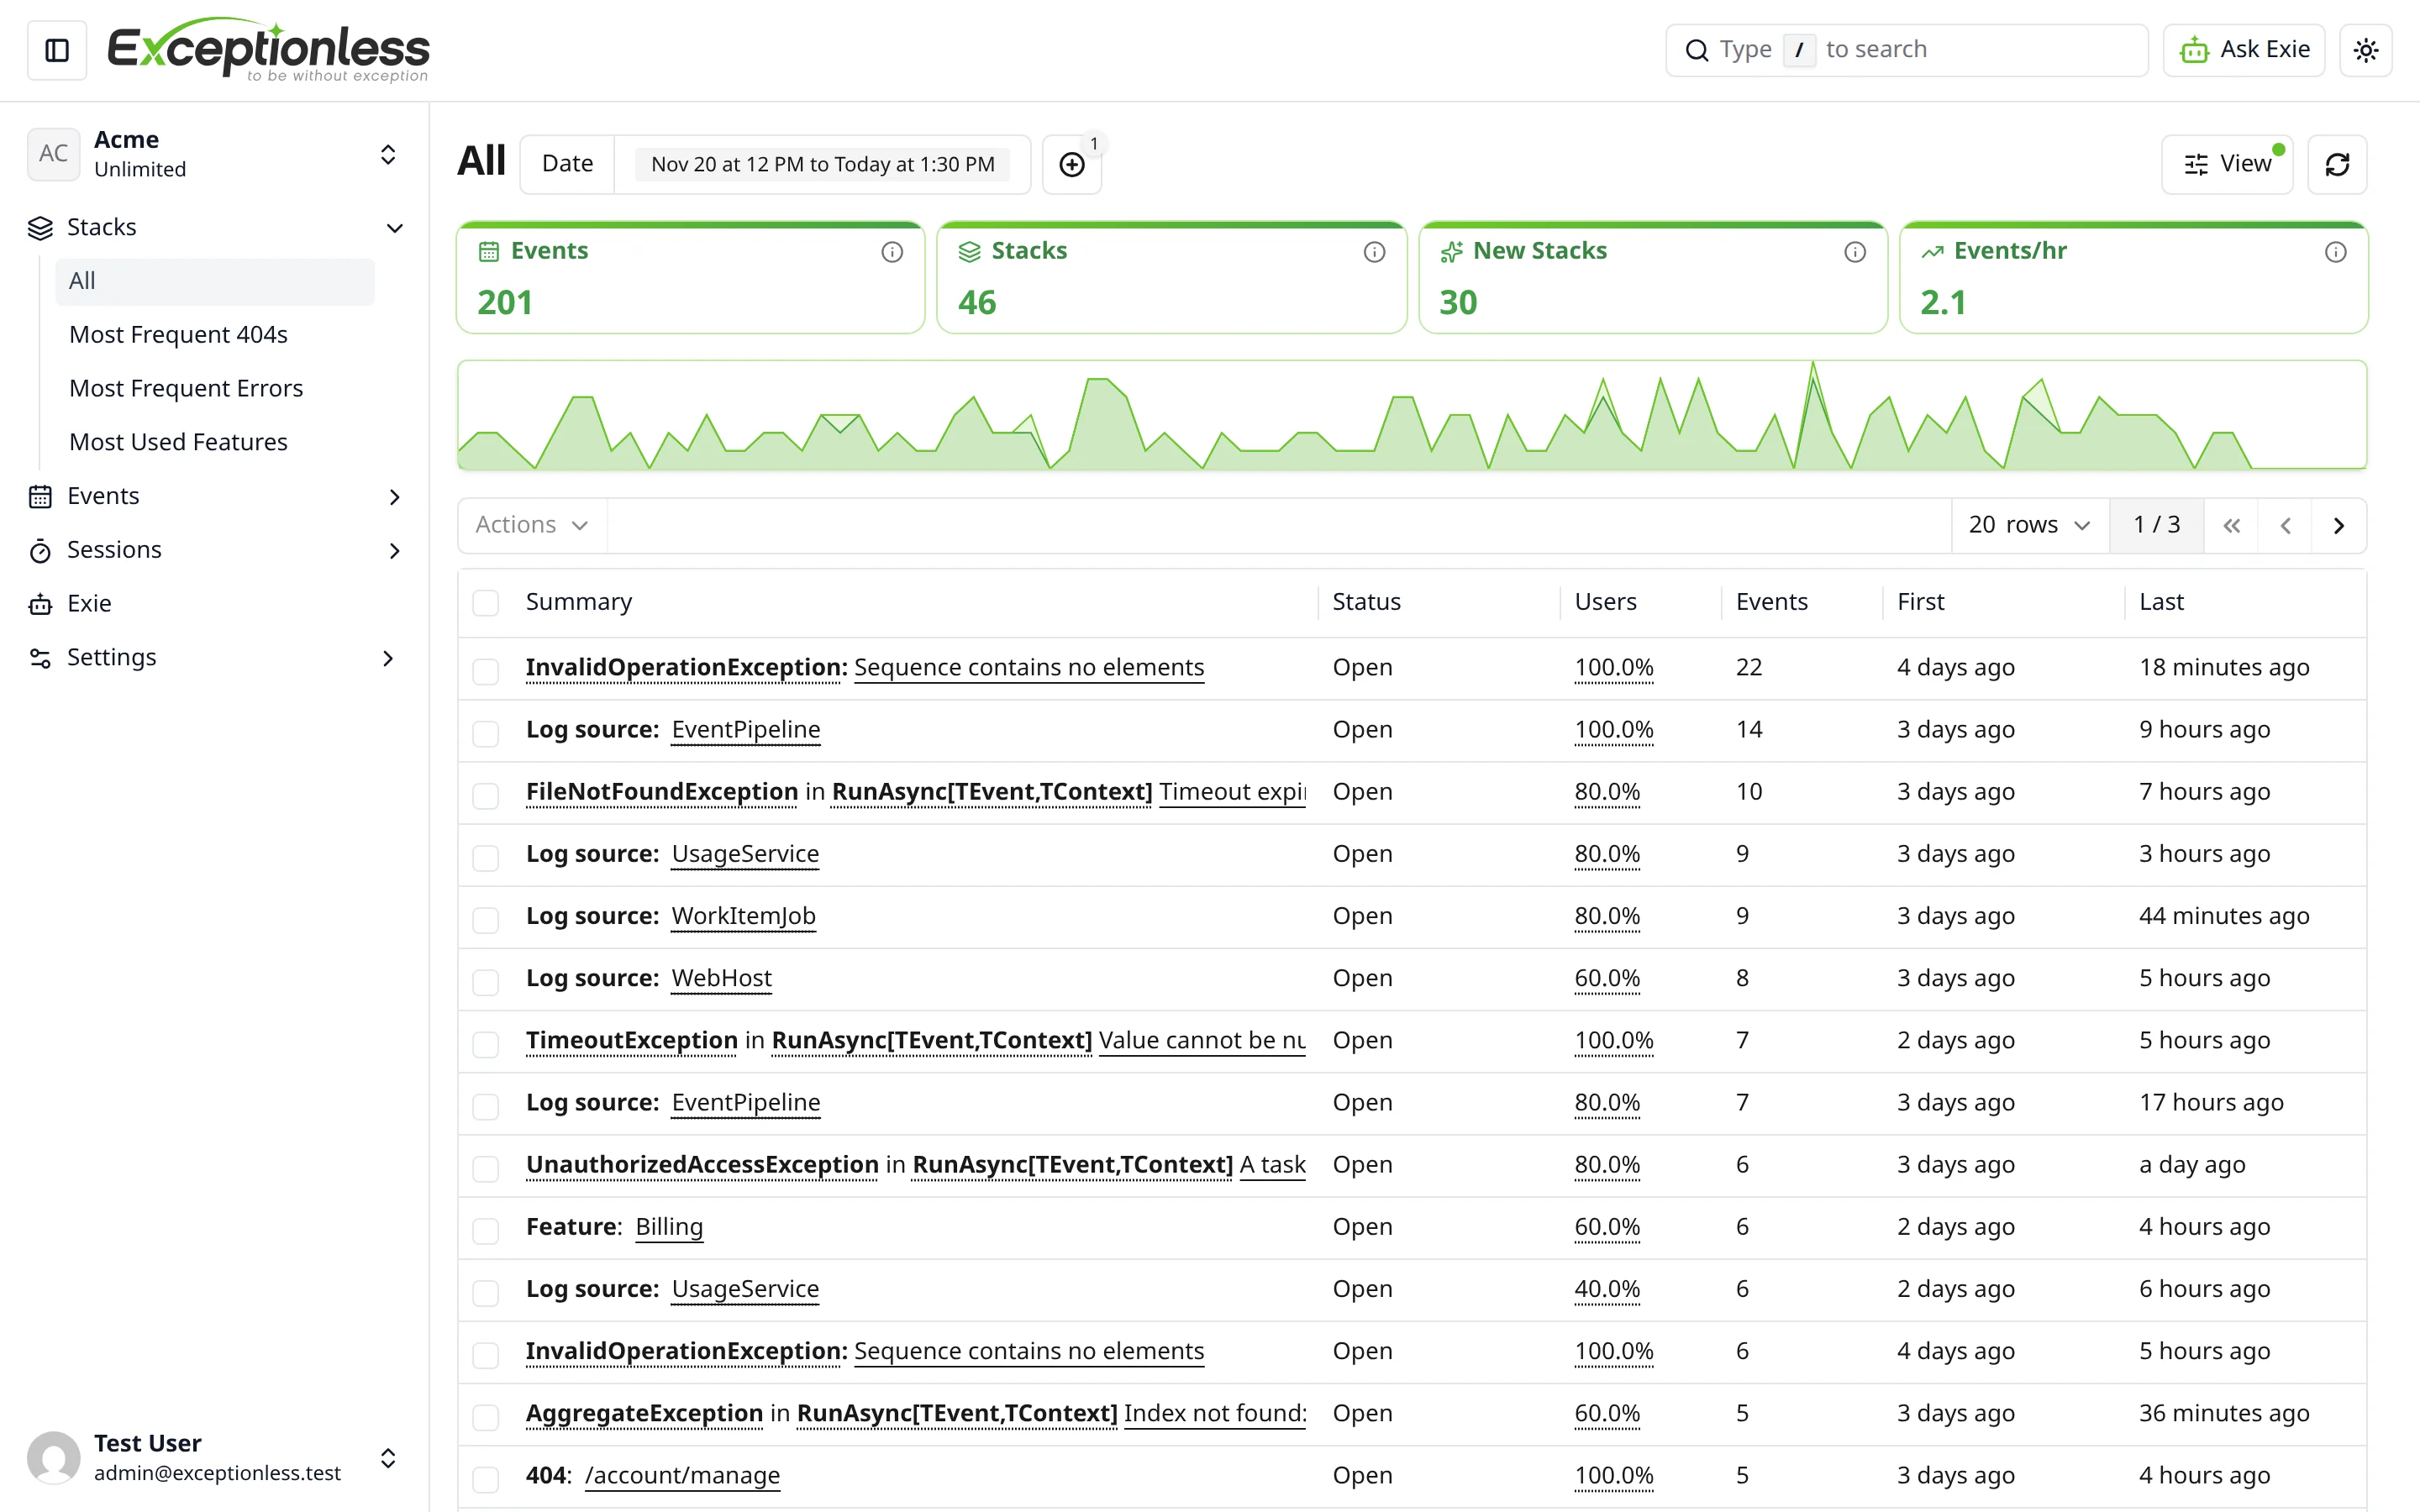 Exceptionless
to be without exception
Type / to search
Ask Exie
AC
Acme
Unlimited
Stacks
All
Most Frequent 404s
Most Frequent Errors
Most Used Features
Events
Sessions
Exie
Settings
Test User
admin@exceptionless.test
All
Date
Nov 20 at 12 PM to Today at 1:30 PM
1
View
Events
201
Stacks
46
New Stacks
30
Events/hr
2.1
Actions
20 rows
1 / 3
Summary Status Users Events First Last
InvalidOperationException: Sequence contains no elements Open 100.0% 22 4 days ago 18 minutes ago
Log source: EventPipeline Open 100.0% 14 3 days ago 9 hours ago
FileNotFoundException in RunAsync[TEvent,TContext] Timeout expi Open 80.0% 10 3 days ago 7 hours ago
Log source: UsageService Open 80.0% 9 3 days ago 3 hours ago
Log source: WorkItemJob Open 80.0% 9 3 days ago 44 minutes ago
Log source: WebHost Open 60.0% 8 3 days ago 5 hours ago
TimeoutException in RunAsync[TEvent,TContext] Value cannot be nu Open 100.0% 7 2 days ago 5 hours ago
Log source: EventPipeline Open 80.0% 7 3 days ago 17 hours ago
UnauthorizedAccessException in RunAsync[TEvent,TContext] A task Open 80.0% 6 3 days ago a day ago
Feature: Billing Open 60.0% 6 2 days ago 4 hours ago
Log source: UsageService Open 40.0% 6 2 days ago 6 hours ago
InvalidOperationException: Sequence contains no elements Open 100.0% 6 4 days ago 5 hours ago
AggregateException in RunAsync[TEvent,TContext] Index not found: Open 60.0% 5 3 days ago 36 minutes ago
404: /account/manage Open 100.0% 5 3 days ago 4 hours ago